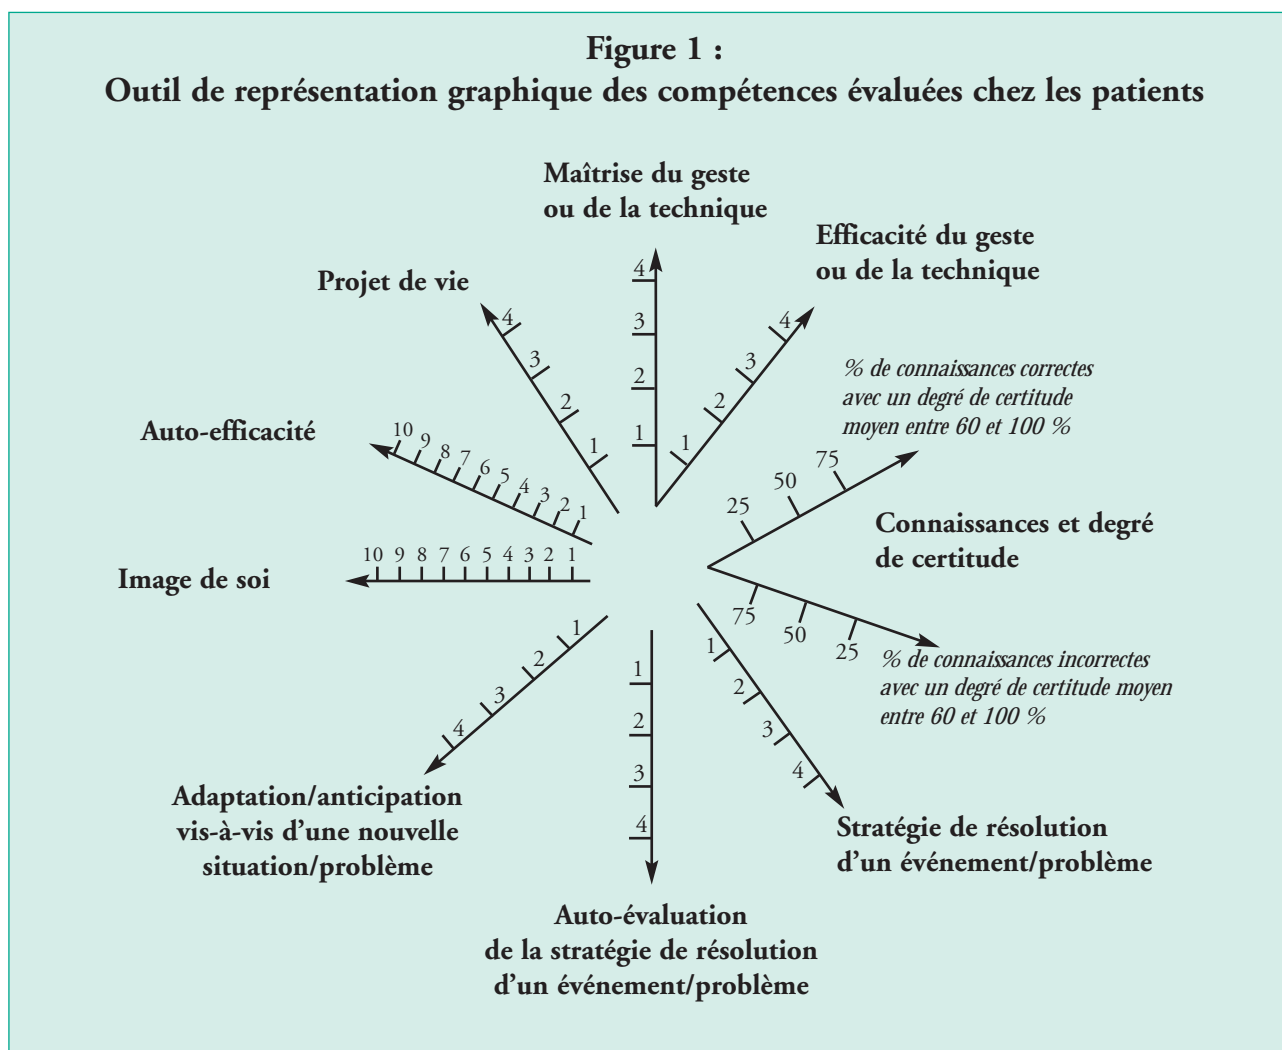 Figure 1 :
Outil de représentation graphique des compétences évaluées chez les patients
Maîtrise du geste
ou de la technique
4
3
2
1
Efficacité du geste
ou de la technique
4
3
2
1
% de connaissances correctes
avec un degré de certitude
moyen entre 60 et 100 %
75
50
25
Connaissances et degré
de certitude
75
50
25
% de connaissances incorrectes
avec un degré de certitude moyen
entre 60 et 100 %
1
2
3
4
Stratégie de résolution
d'un événement/problème
1
2
3
4
Auto-évaluation
de la stratégie de résolution
d'un événement/problème
1
2
3
4
Adaptation/anticipation
vis-à-vis d'une nouvelle
situation/problème
Image de soi
10 9 8 7 6 5 4 3 2 1
Auto-efficacité
10 9 8 7 6 5 4 3 2 1
Projet de vie
4
3
2
1